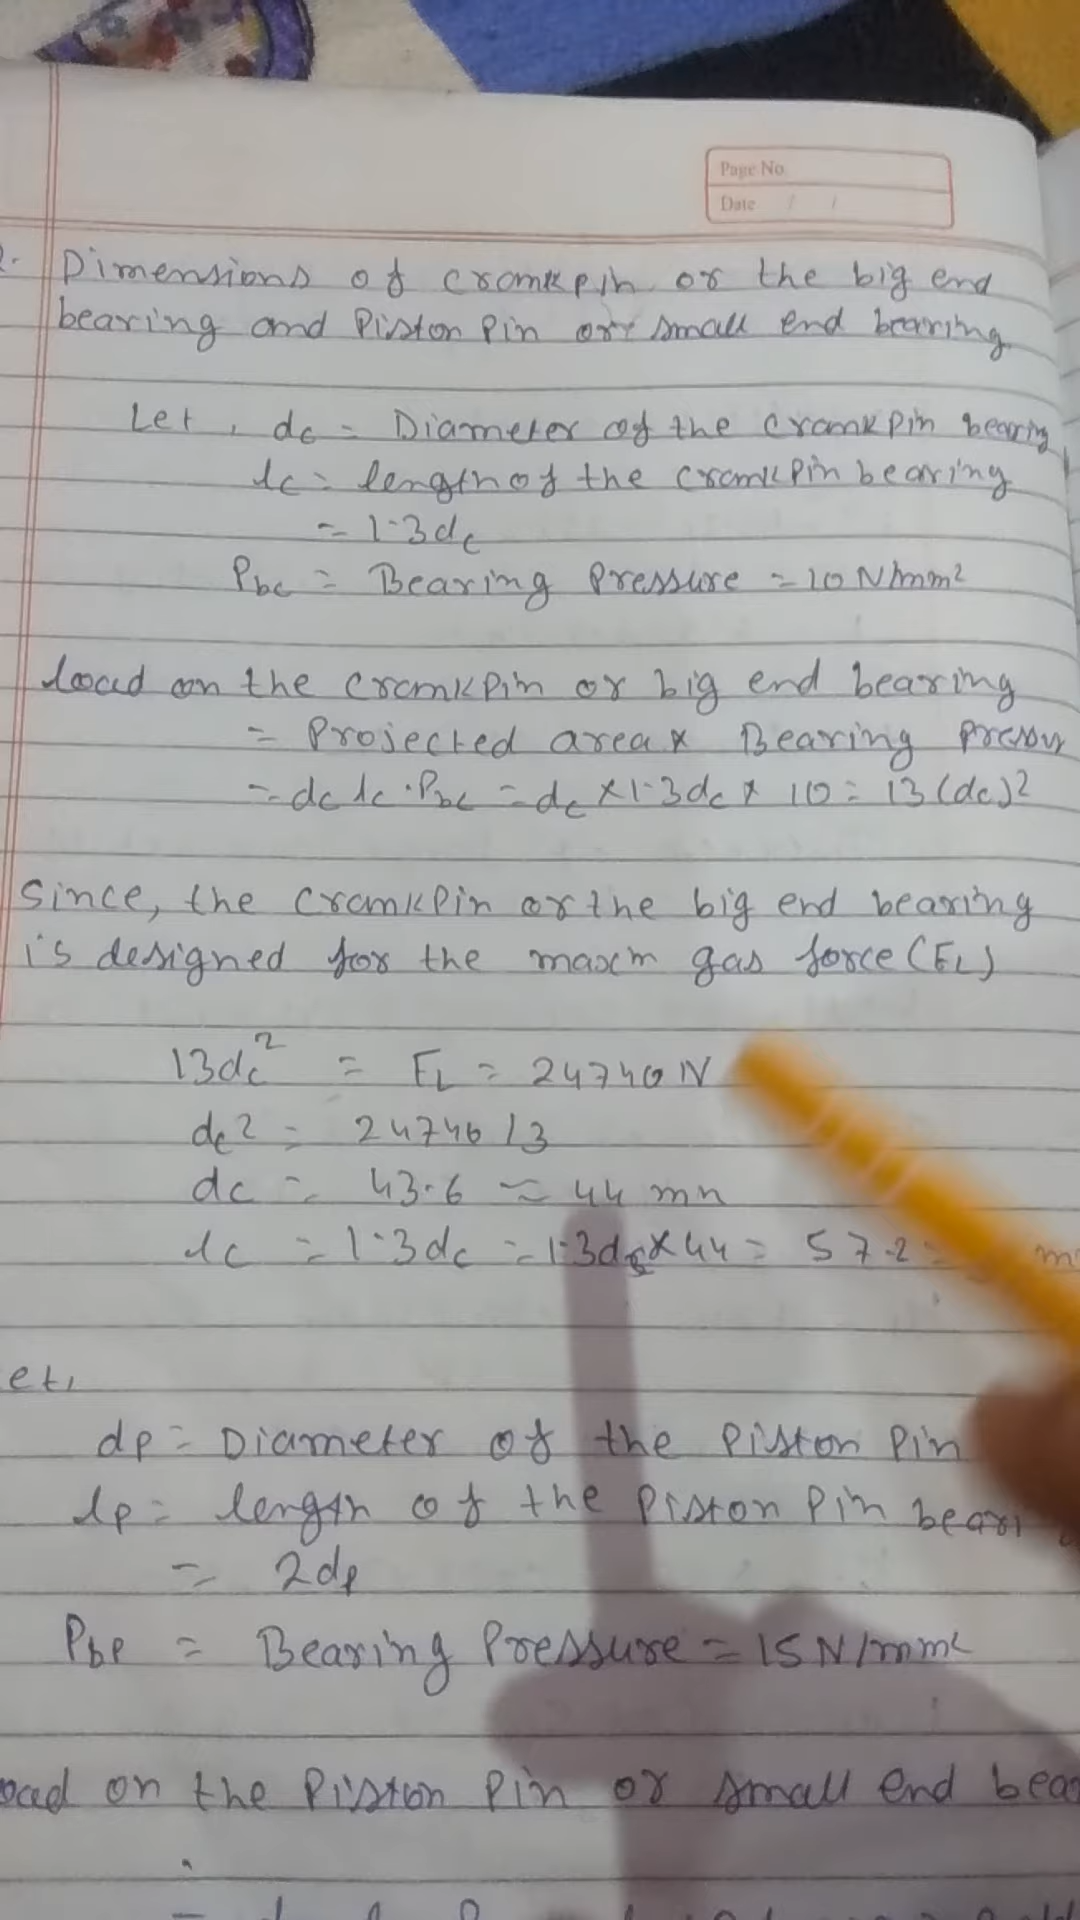 Page No.
Date / /
2. Dimensions of crankpin or the big end
bearing and Piston Pin or small end bearing.
Let, dc = Diameter of the crankpin bearing
lc = length of the crankpin bearing
= 1.3dc
Pbc = Bearing Pressure = 10 N/mm²
load on the crankpin or big end bearing
= Projected area × Bearing Pressu
= dc lc . Pbc = dc × 1.3dc × 10 = 13(dc)²
Since, the crankpin or the big end bearing
is designed for the maxm gas force (FL)
13dc² = FL = 24740 N
dc² = 24740/13
dc = 43.6 ≃ 44 mm
lc = 1.3dc = 1.3dc × 44 = 57.2 =
et,
dp = Diameter of the Piston Pin
lp = length of the Piston Pin beari
= 2dp
Pbp = Bearing Pressure = 15 N/mm²
oad on the Piston Pin or small end bea